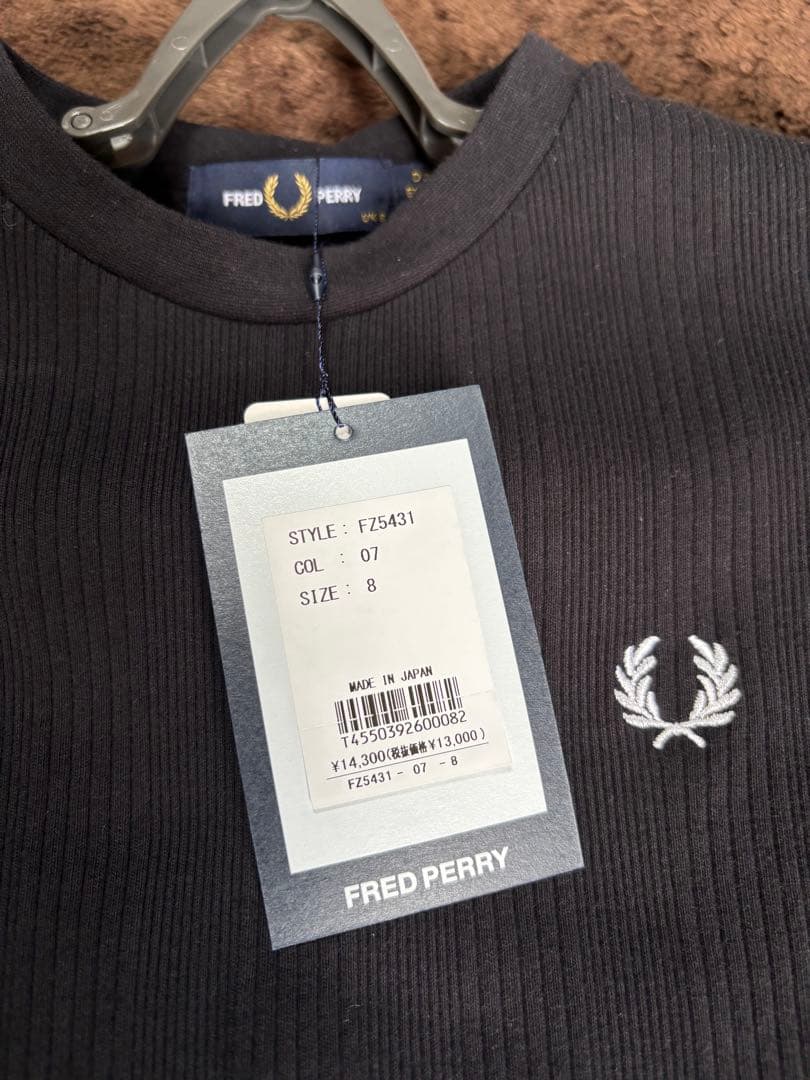 FRED PERRY
STYLE : FZ5431
COL : 07
SIZE : 8
MADE IN JAPAN
T4550392600082
¥14,300(税抜価格¥13,000)
FZ5431 - 07 - 8
FRED PERRY